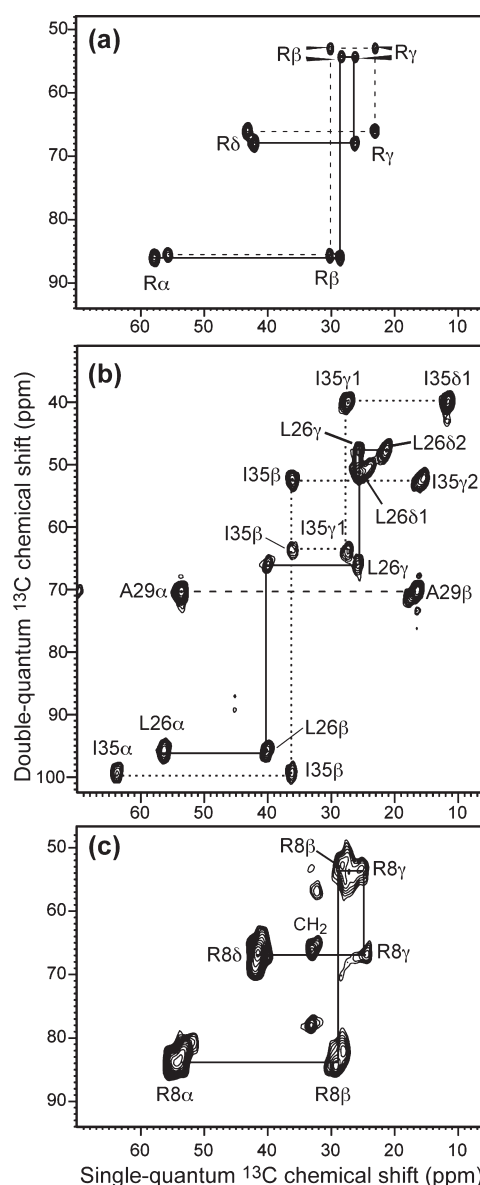 (a)
50
60
70
80
90
Rβ
Rγ
Rδ
Rγ
Rα
Rβ
60 50 40 30 20 10
(b)
40
50
60
70
80
90
100
I35γ1 I35δ1
L26γ L26δ2
I35β I35γ2
L26δ1
I35β I35γ1
L26γ
A29α A29β
L26α
L26β
I35α I35β
60 50 40 30 20 10
Double-quantum 13C chemical shift (ppm)
(c)
50
60
70
80
90
R8β R8γ
CH2
R8δ R8γ
R8α R8β
60 50 40 30 20 10
Single-quantum 13C chemical shift (ppm)